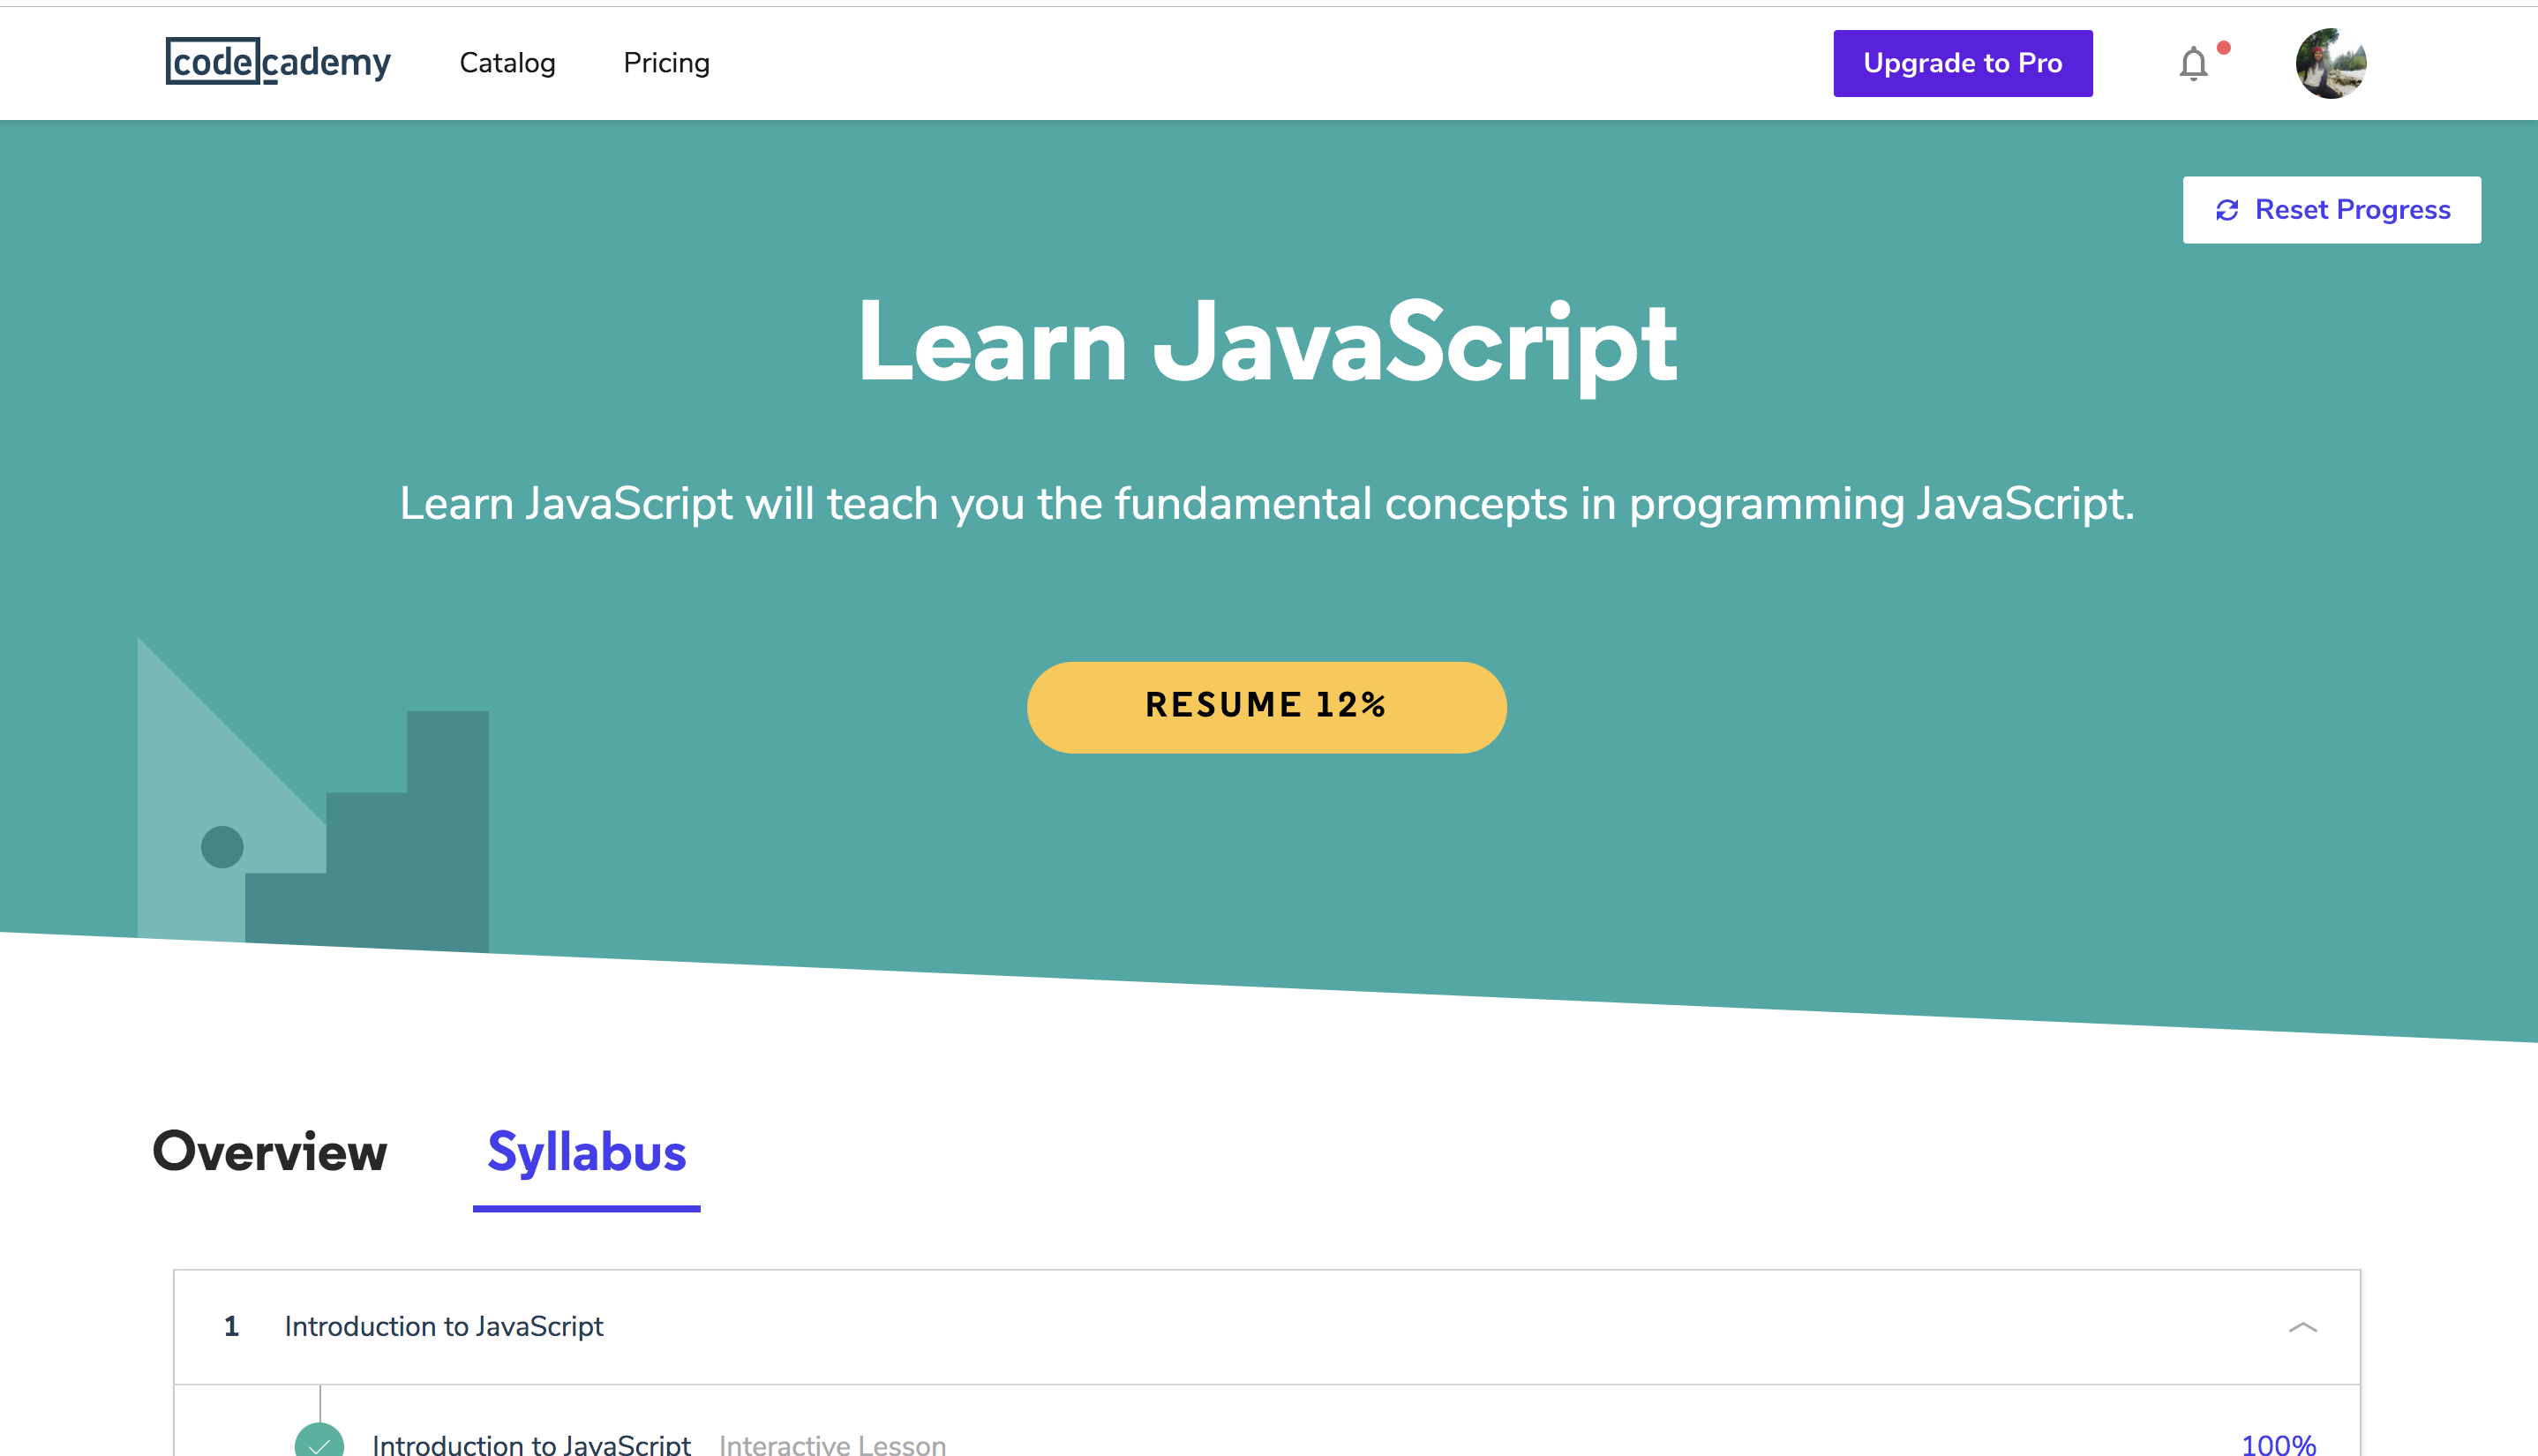 codecademy Catalog Pricing Upgrade to Pro
Reset Progress
Learn JavaScript
Learn JavaScript will teach you the fundamental concepts in programming JavaScript.
RESUME 12%
Overview Syllabus
1 Introduction to JavaScript
Introduction to JavaScript Interactive Lesson 100%